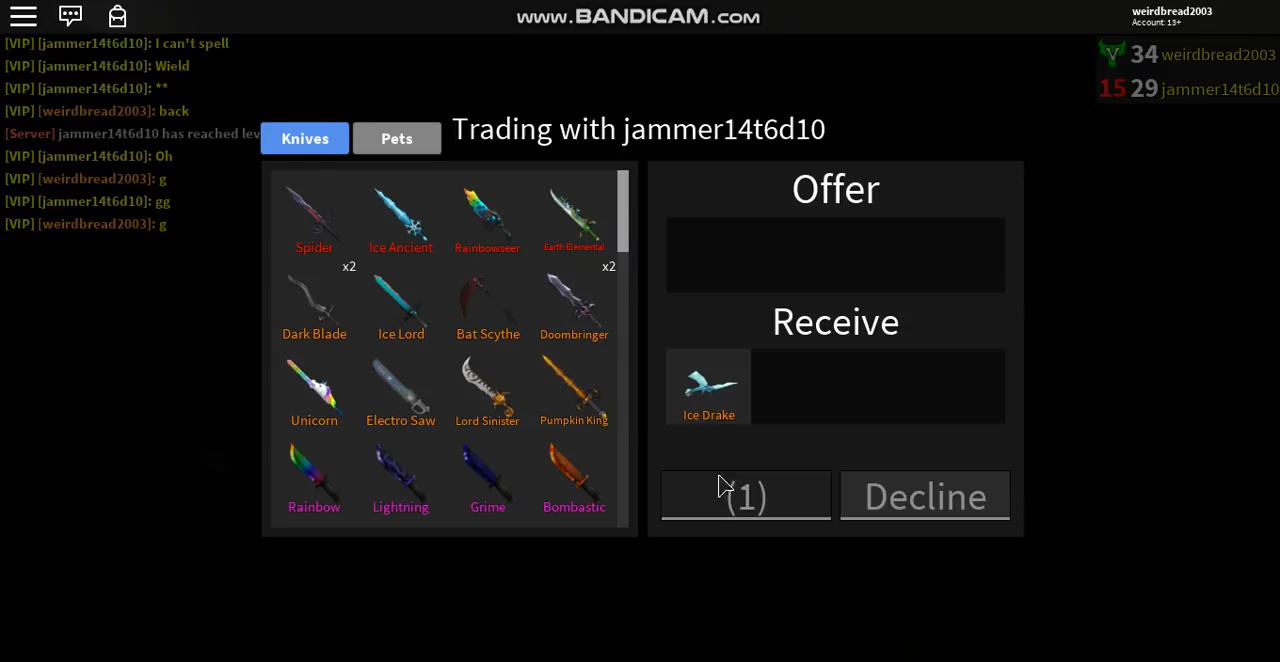 www.BANDICAM.com
weirdbread2003
Account: 13+
34 weirdbread2003
15 29 jammer14t6d10
[VIP] [jammer14t6d10]: I can't spell
[VIP] [jammer14t6d10]: Wield
[VIP] [jammer14t6d10]: **
[VIP] [weirdbread2003]: back
[Server] jammer14t6d10 has reached lev
[VIP] [jammer14t6d10]: Oh
[VIP] [weirdbread2003]: g
[VIP] [jammer14t6d10]: gg
[VIP] [weirdbread2003]: g
Knives Pets Trading with jammer14t6d10
Spider Ice Ancient Rainbowseer Earth Elemental
x2 x2
Dark Blade Ice Lord Bat Scythe Doombringer
Unicorn Electro Saw Lord Sinister Pumpkin King
Rainbow Lightning Grime Bombastic
Offer
Receive
Ice Drake
(1) Decline